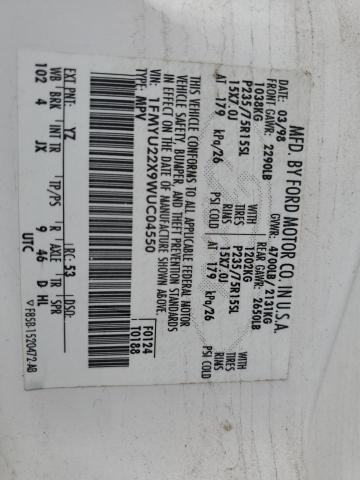 MFD. BY FORD MOTOR CO. IN U.S.A.
DATE: 03/98 GVWR: 4700LB/2131KG
FRONT GAWR: 2290LB REAR GAWR: 2650LB
1038KG WITH 1202KG WITH
P235/75R15SL TIRES P235/75R15SL TIRES
15X7.0J RIMS 15X7.0J RIMS
AT 179 kPa/26 PSI COLD AT 179 kPa/26 PSI COLD
THIS VEHICLE CONFORMS TO ALL APPLICABLE FEDERAL MOTOR
VEHICLE SAFETY, BUMPER, AND THEFT PREVENTION STANDARDS
IN EFFECT ON THE DATE OF MANUFACTURE SHOWN ABOVE.
VIN: 1FMYU22X9WUC04550
TYPE: MPV
F0124
T0188
EXT PNT: YZ RC: 53 DSO:
WB BRK INT TR TP/PS R AXLE TR SPR
102 4 JX 9 46 D HL
UTC
▽ F85B-1520472-AB